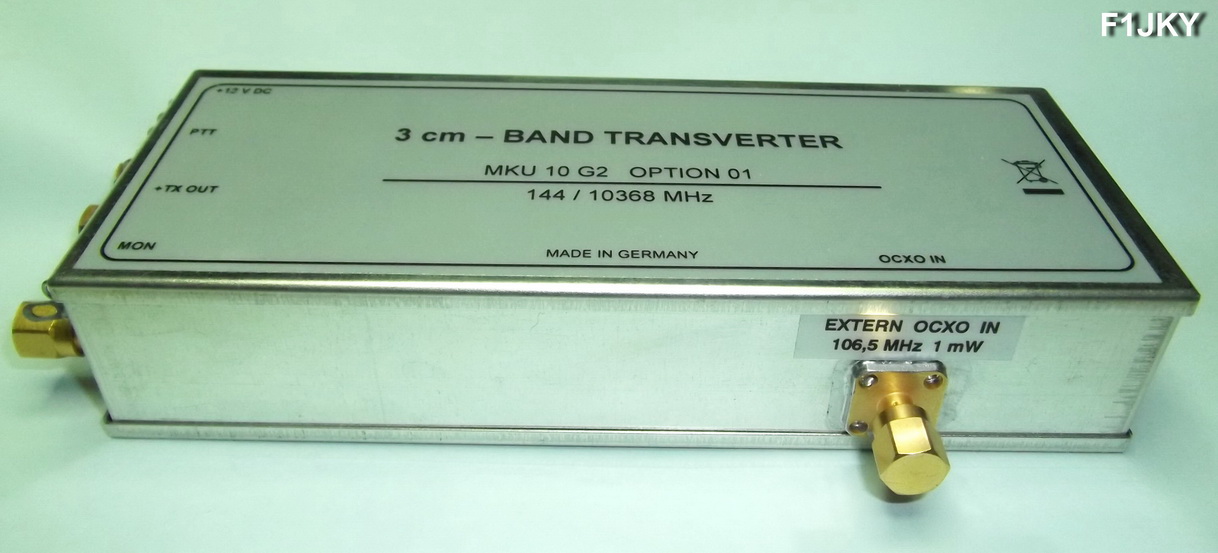 F1JKY
+12 V DC
PTT
3 cm – BAND TRANSVERTER
MKU 10 G2 OPTION 01
+TX OUT
144 / 10368 MHz
MON
MADE IN GERMANY
OCXO IN
EXTERN OCXO IN
106,5 MHz 1 mW